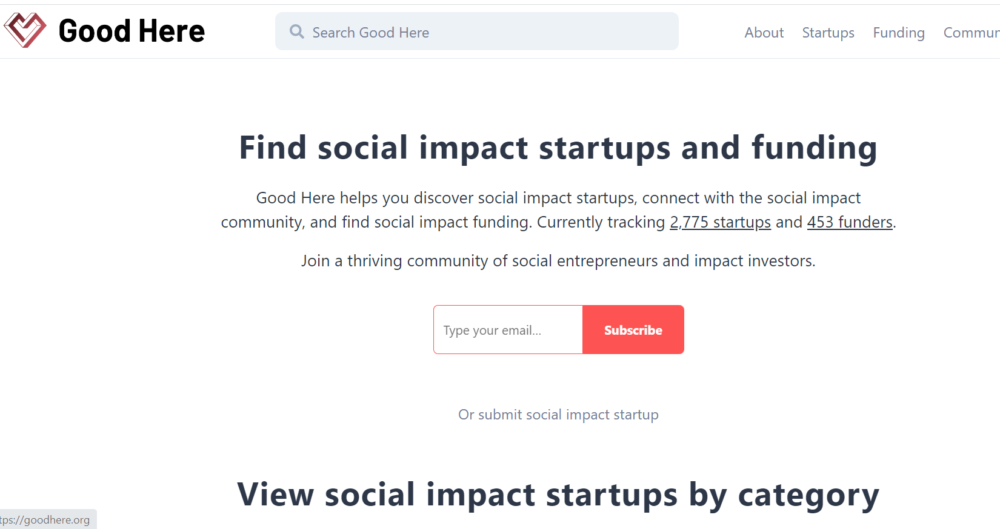 Good Here
Search Good Here
About Startups Funding Commun
Find social impact startups and funding
Good Here helps you discover social impact startups, connect with the social impact
community, and find social impact funding. Currently tracking 2,775 startups and 453 funders.
Join a thriving community of social entrepreneurs and impact investors.
Type your email...
Subscribe
Or submit social impact startup
View social impact startups by category
tps://goodhere.org